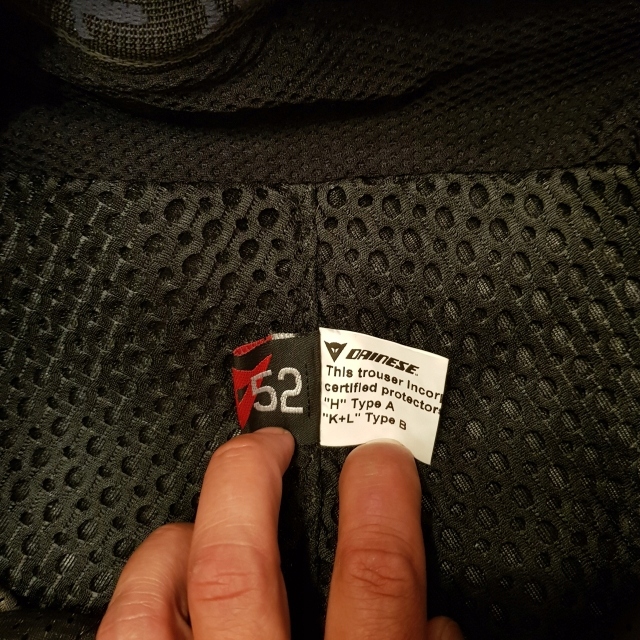 52
DAINESE
This trouser incor
certified protector
"H" Type A
"K+L" Type B